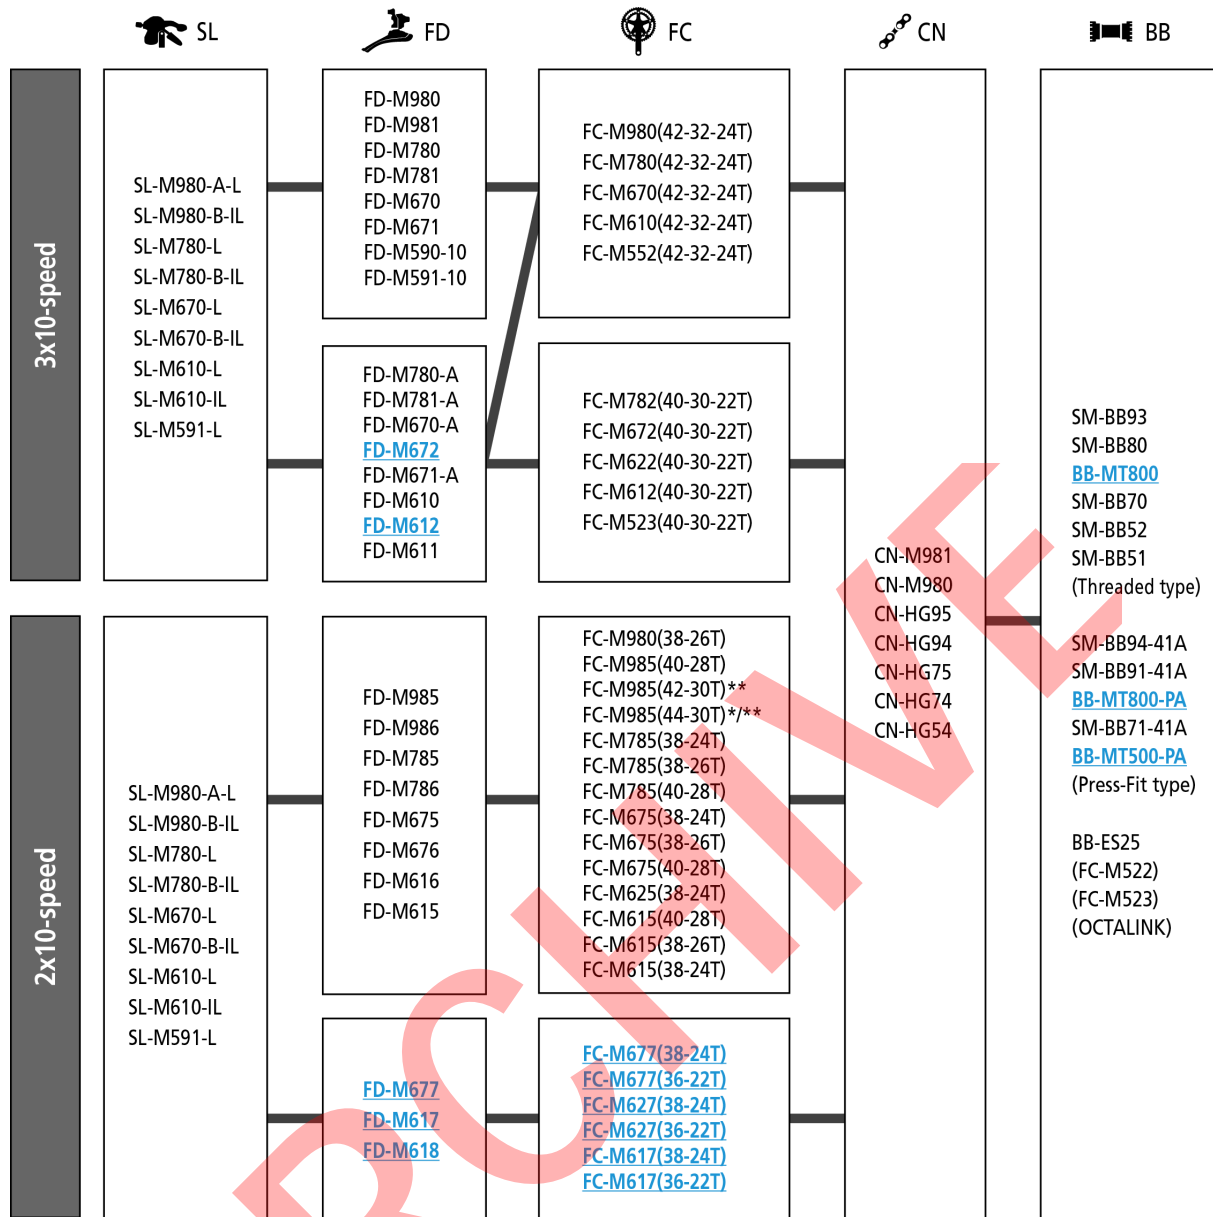 SL
FD
FC
CN
BB
3x10-speed
SL-M980-A-L
SL-M980-B-IL
SL-M780-L
SL-M780-B-IL
SL-M670-L
SL-M670-B-IL
SL-M610-L
SL-M610-IL
SL-M591-L
FD-M980
FD-M981
FD-M780
FD-M781
FD-M670
FD-M671
FD-M590-10
FD-M591-10
FC-M980(42-32-24T)
FC-M780(42-32-24T)
FC-M670(42-32-24T)
FC-M610(42-32-24T)
FC-M552(42-32-24T)
FD-M780-A
FD-M781-A
FD-M670-A
FD-M672
FD-M671-A
FD-M610
FD-M612
FD-M611
FC-M782(40-30-22T)
FC-M672(40-30-22T)
FC-M622(40-30-22T)
FC-M612(40-30-22T)
FC-M523(40-30-22T)
2x10-speed
SL-M980-A-L
SL-M980-B-IL
SL-M780-L
SL-M780-B-IL
SL-M670-L
SL-M670-B-IL
SL-M610-L
SL-M610-IL
SL-M591-L
FD-M985
FD-M986
FD-M785
FD-M786
FD-M675
FD-M676
FD-M616
FD-M615
FC-M980(38-26T)
FC-M985(40-28T)
FC-M985(42-30T)**
FC-M985(44-30T)*/**
FC-M785(38-24T)
FC-M785(38-26T)
FC-M785(40-28T)
FC-M675(38-24T)
FC-M675(38-26T)
FC-M675(40-28T)
FC-M625(38-24T)
FC-M615(40-28T)
FC-M615(38-26T)
FC-M615(38-24T)
FD-M677
FD-M617
FD-M618
FC-M677(38-24T)
FC-M677(36-22T)
FC-M627(38-24T)
FC-M627(36-22T)
FC-M617(38-24T)
FC-M617(36-22T)
CN-M981
CN-M980
CN-HG95
CN-HG94
CN-HG75
CN-HG74
CN-HG54
SM-BB93
SM-BB80
BB-MT800
SM-BB70
SM-BB52
SM-BB51
(Threaded type)
SM-BB94-41A
SM-BB91-41A
BB-MT800-PA
SM-BB71-41A
BB-MT500-PA
(Press-Fit type)
BB-ES25
(FC-M522)
(FC-M523)
(OCTALINK)
RCHIVE